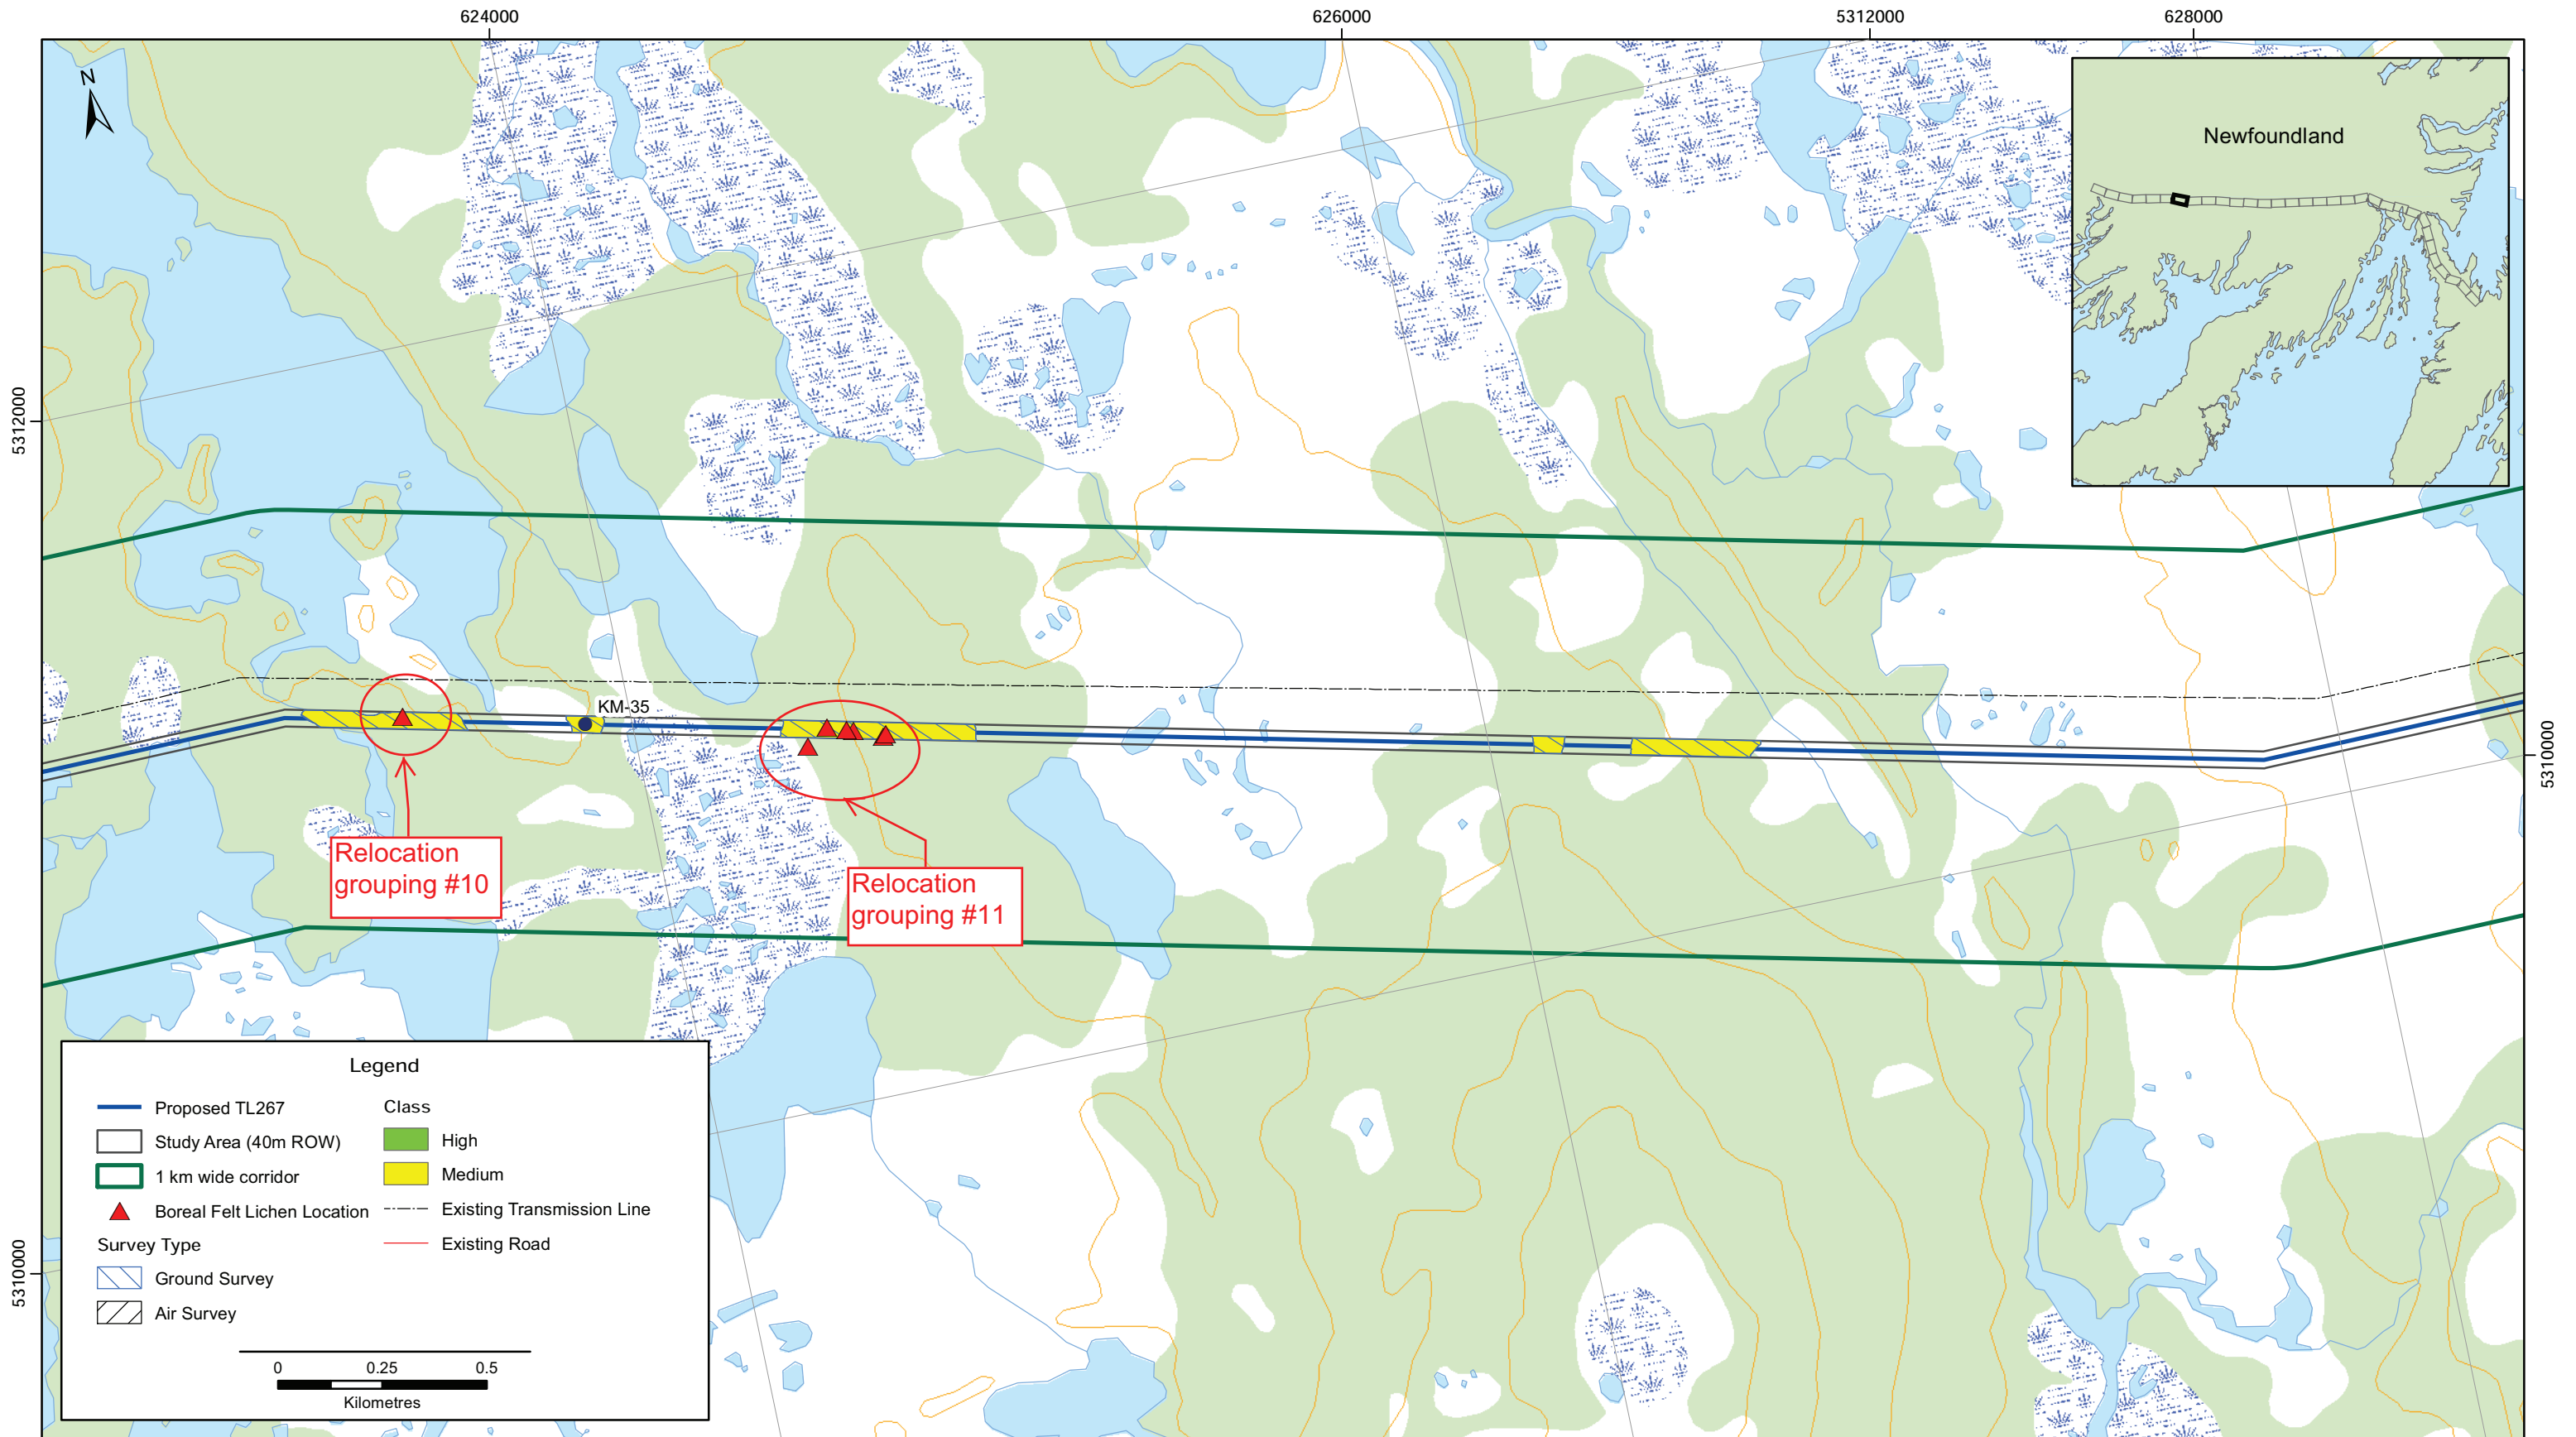 624000
626000
5312000
628000
N
Newfoundland
5312000
KM-35
5310000
Relocation
grouping #10
Relocation
grouping #11
Legend
Proposed TL267
Study Area (40m ROW)
1 km wide corridor
Boreal Felt Lichen Location
Survey Type
Ground Survey
Air Survey
Class
High
Medium
Existing Transmission Line
Existing Road
0 0.25 0.5
Kilometres
5310000